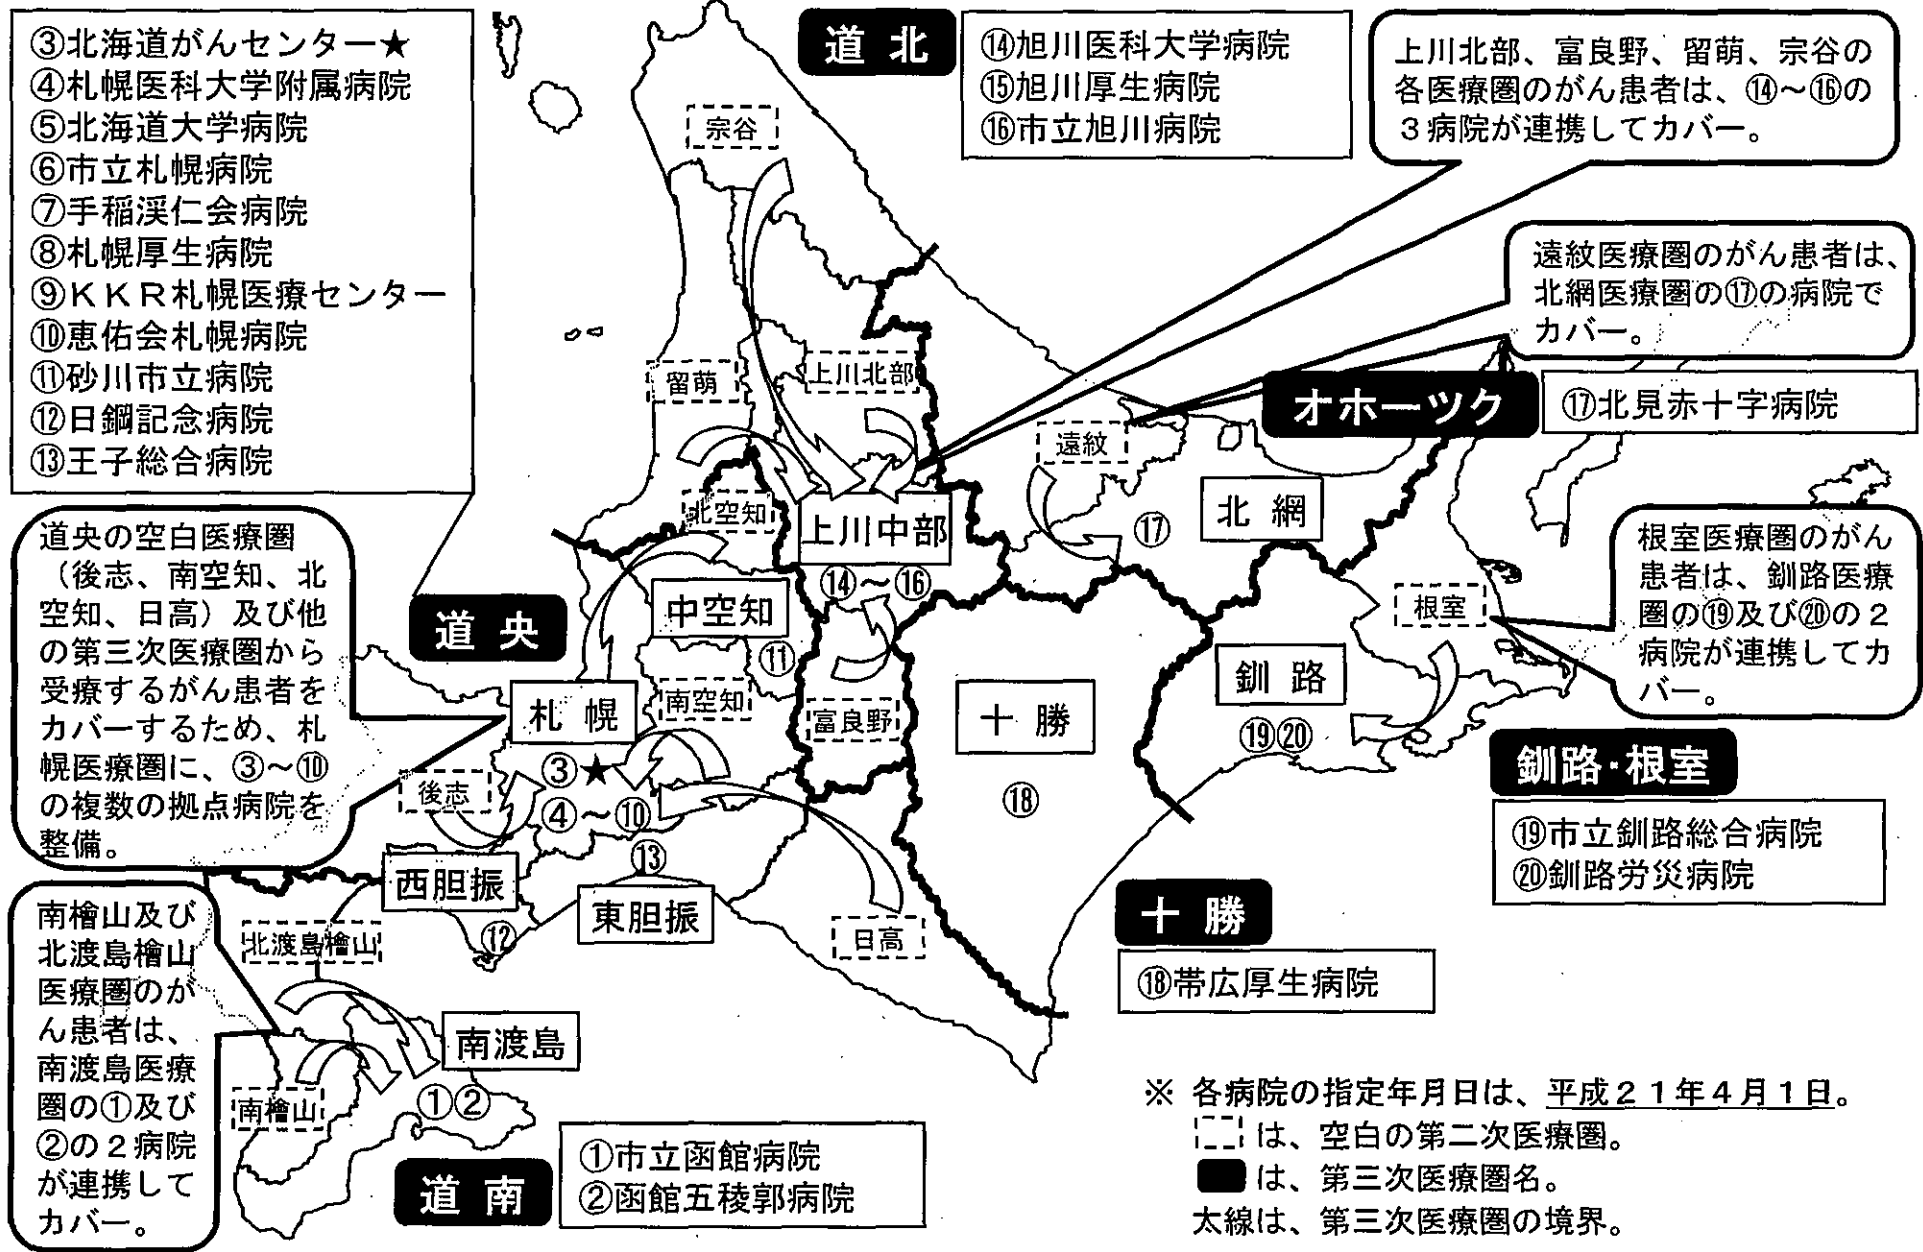 ③北海道がんセンター★
④札幌医科大学附属病院
⑤北海道大学病院
⑥市立札幌病院
⑦手稲渓仁会病院
⑧札幌厚生病院
⑨ＫＫＲ札幌医療センター
⑩恵佑会札幌病院
⑪砂川市立病院
⑫日鋼記念病院
⑬王子総合病院
道北
⑭旭川医科大学病院
⑮旭川厚生病院
⑯市立旭川病院
上川北部、富良野、留萌、宗谷の
各医療圏のがん患者は、⑭～⑯の
３病院が連携してカバー。
遠紋医療圏のがん患者は、
北網医療圏の⑰の病院で
カバー。
オホーツク
⑰北見赤十字病院
宗谷
留萌
上川北部
遠紋
北空知
上川中部
⑭～⑯
北網
⑰
道央の空白医療圏
（後志、南空知、北
空知、日高）及び他
の第三次医療圏から
受療するがん患者を
カバーするため、札
幌医療圏に、③～⑩
の複数の拠点病院を
整備。
道央
中空知
⑪
札幌
③★
④～⑩
南空知
富良野
後志
十勝
⑱
釧路
⑲⑳
根室
根室医療圏のがん
患者は、釧路医療
圏の⑲及び⑳の２
病院が連携してカ
バー。
釧路・根室
⑲市立釧路総合病院
⑳釧路労災病院
西胆振
⑫
⑬
東胆振
日高
十勝
⑱帯広厚生病院
南檜山及び
北渡島檜山
医療圏のが
ん患者は、
南渡島医療
圏の①及び
②の２病院
が連携して
カバー。
北渡島檜山
南渡島
①②
南檜山
道南
①市立函館病院
②函館五稜郭病院
※ 各病院の指定年月日は、平成２１年４月１日。
は、空白の第二次医療圏。
は、第三次医療圏名。
太線は、第三次医療圏の境界。